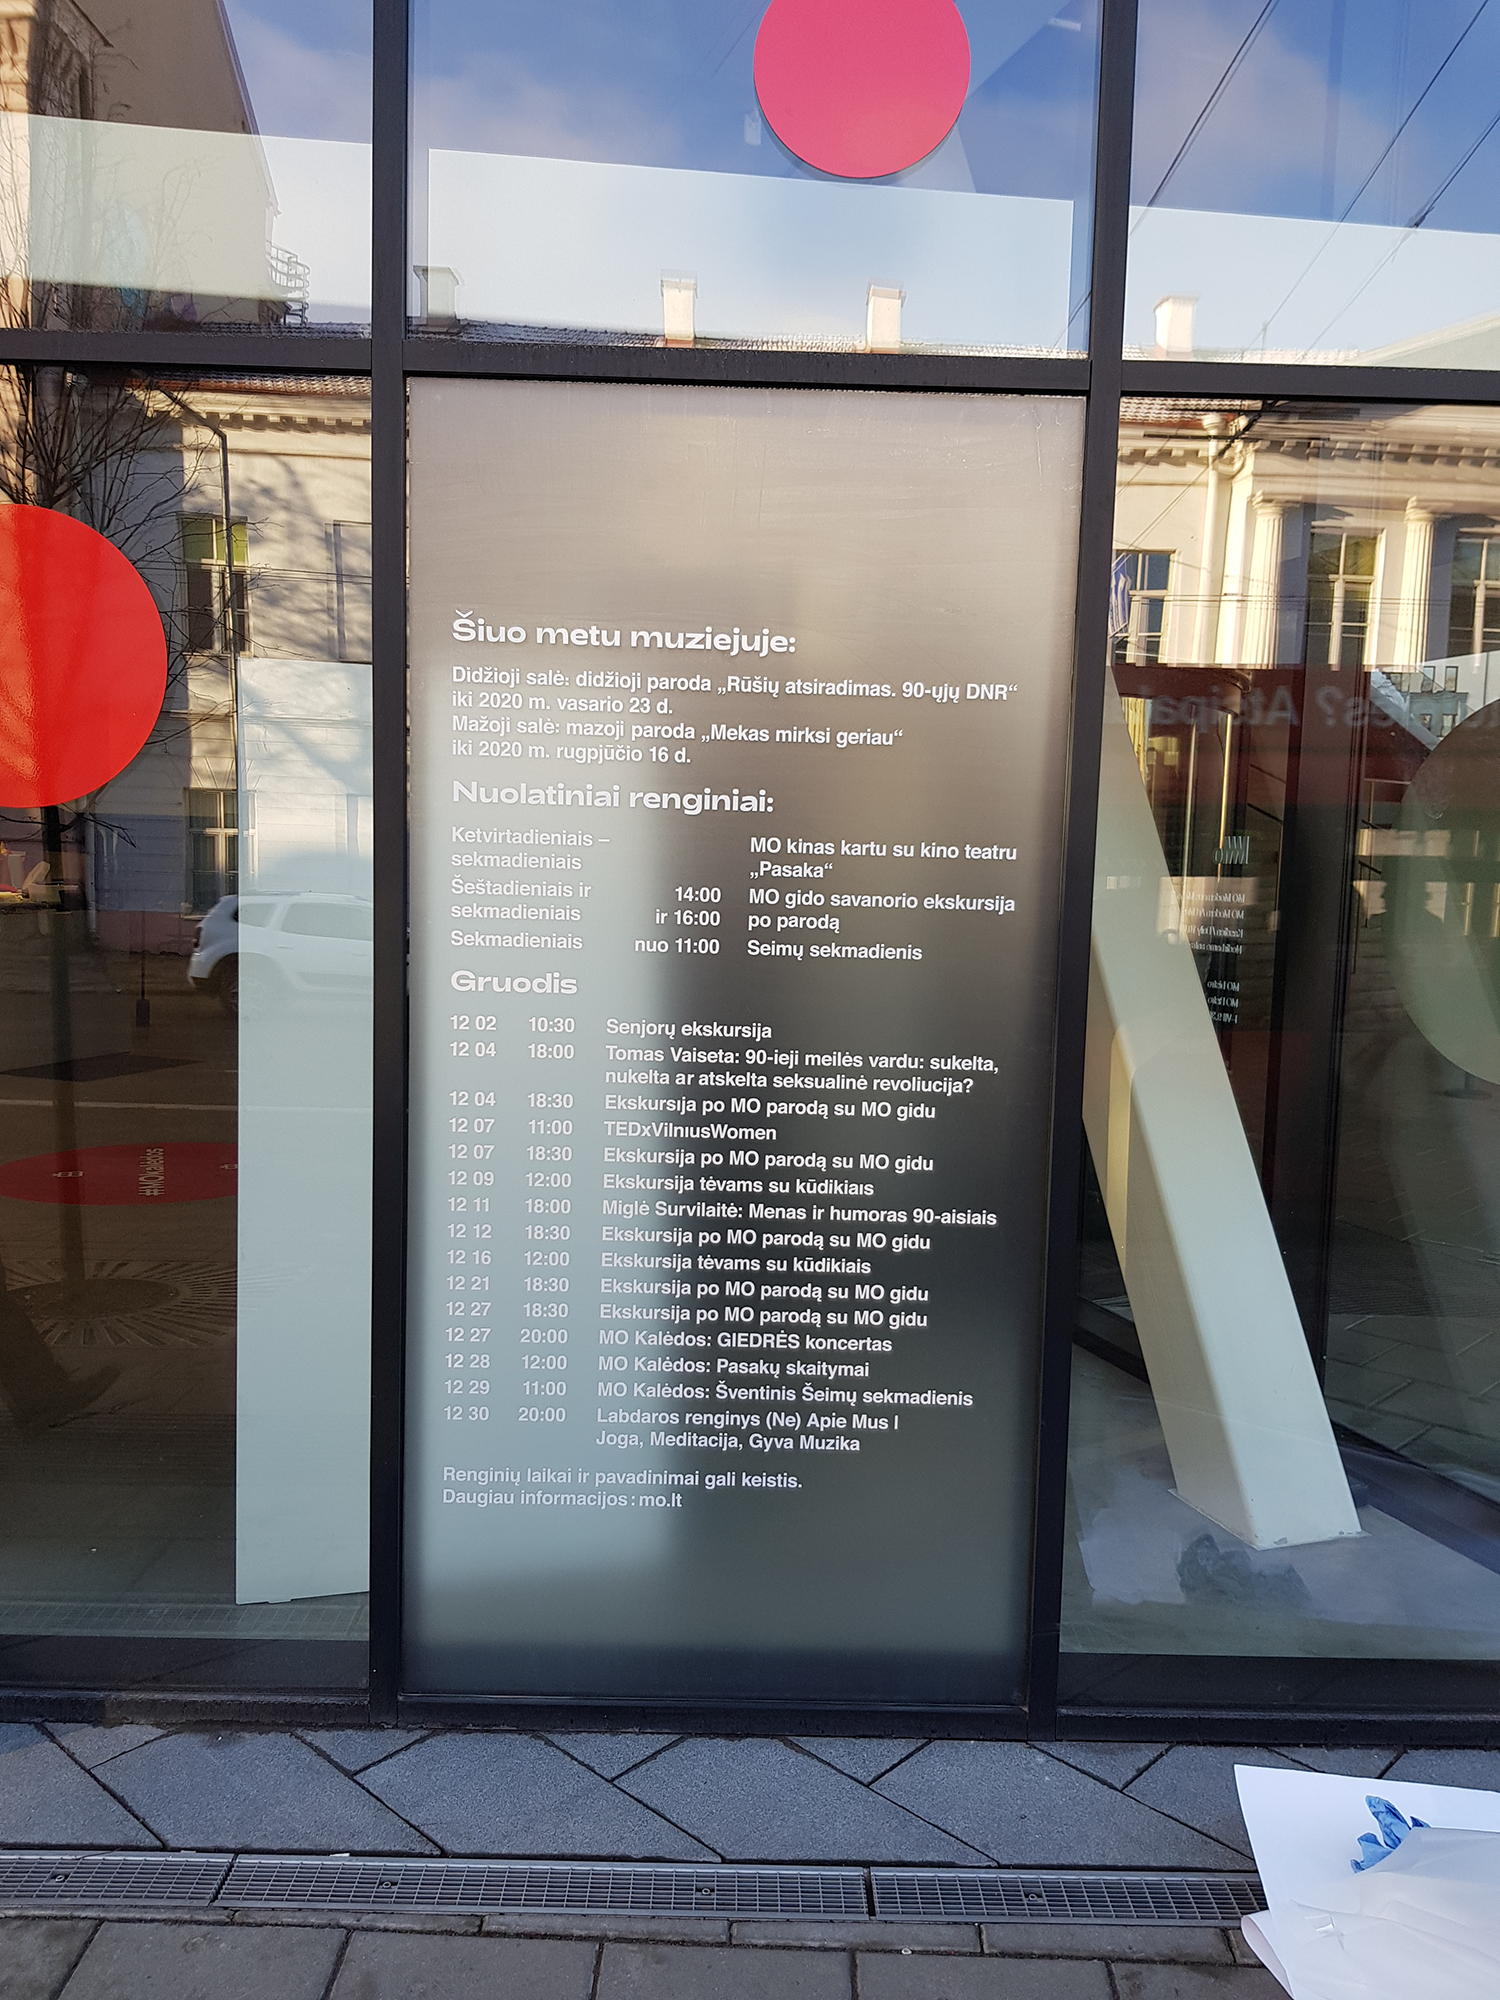 Šiuo metu muziejuje:
Didžioji salė: didžioji paroda „Rūšių atsiradimas. 90-ųjų DNR“
iki 2020 m. vasario 23 d.
Mažoji salė: mazoji paroda „Mekas mirksi geriau“
iki 2020 m. rugpjūčio 16 d.
Nuolatiniai renginiai:
Ketvirtadieniais –
sekmadieniais
MO kinas kartu su kino teatru
„Pasaka“
Šeštadieniais ir 14:00 MO gido savanorio ekskursija
sekmadieniais ir 16:00 po parodą
Sekmadieniais nuo 11:00 Seimų sekmadienis
Gruodis
12 02 10:30 Senjorų ekskursija
12 04 18:00 Tomas Vaiseta: 90-ieji meilės vardu: sukelta,
nukelta ar atskelta seksualinė revoliucija?
12 04 18:30 Ekskursija po MO parodą su MO gidu
12 07 11:00 TEDxVilniusWomen
12 07 18:30 Ekskursija po MO parodą su MO gidu
12 09 12:00 Ekskursija tėvams su kūdikiais
12 11 18:00 Miglė Survilaitė: Menas ir humoras 90-aisiais
12 12 18:30 Ekskursija po MO parodą su MO gidu
12 16 12:00 Ekskursija tėvams su kūdikiais
12 21 18:30 Ekskursija po MO parodą su MO gidu
12 27 18:30 Ekskursija po MO parodą su MO gidu
12 27 20:00 MO Kalėdos: GIEDRĖS koncertas
12 28 12:00 MO Kalėdos: Pasakų skaitymai
12 29 11:00 MO Kalėdos: Šventinis Šeimų sekmadienis
12 30 20:00 Labdaros renginys (Ne) Apie Mus |
Joga, Meditacija, Gyva Muzika
Renginių laikai ir pavadinimai gali keistis.
Daugiau informacijos: mo.lt
#MOKalėdos